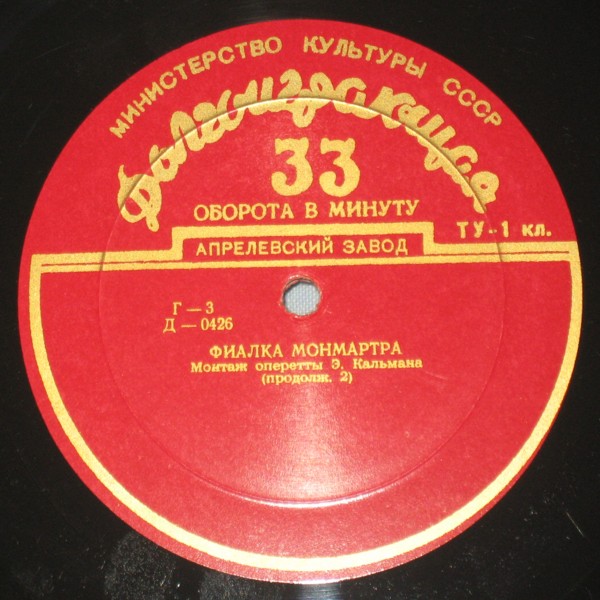 МИНИСТЕРСТВО КУЛЬТУРЫ СССР
Долгоиграющая
33
ОБОРОТА В МИНУТУ
ТУ-1 кл.
АПРЕЛЕВСКИЙ ЗАВОД
Г — 3
Д — 0426
ФИАЛКА МОНМАРТРА
Монтаж оперетты Э. Кальмана
(продолж. 2)